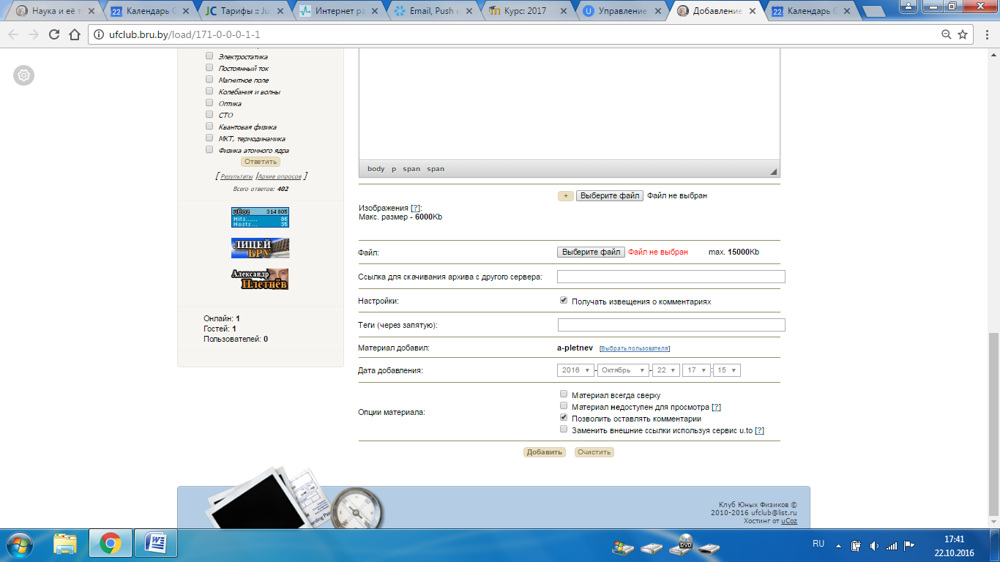 Наука и её т
Календарь G
Тарифы :: Ju
Интернет ра
Email, Push и
Курс: 2017
Управление
Добавление
Календарь G
ufclub.bru.by/load/171-0-0-0-1-1
Электростатика
Постоянный ток
Магнитное поле
Колебания и волны
Оптика
СТО
Квантовая физика
МКТ, термодинамика
Физика атомного ядра
Ответить
[ Результаты | Архив опросов ]
Всего ответов: 402
uCoz 314 805
Hits...... 86
Hosts... 35
ЛИЦЕЙ
БРУ
Александр
Плетнёв
Онлайн: 1
Гостей: 1
Пользователей: 0
body p span span
+ Выберите файл Файл не выбран
Изображения [?]:
Макс. размер - 6000Kb
Файл: Выберите файл Файл не выбран max. 15000Kb
Ссылка для скачивания архива с другого сервера:
Настройки: Получать извещения о комментариях
Теги (через запятую):
Материал добавил: a-pletnev [Выбрать пользователя]
Дата добавления: 2016 - Октябрь - 22 17 : 15
Опции материала:
Материал всегда сверху
Материал недоступен для просмотра [?]
Позволить оставлять комментарии
Заменить внешние ссылки используя сервис u.to [?]
Добавить Очистить
Клуб Юных Физиков ©
2010-2016 ufclub@list.ru
Хостинг от uCoz
RU
17:41
22.10.2016